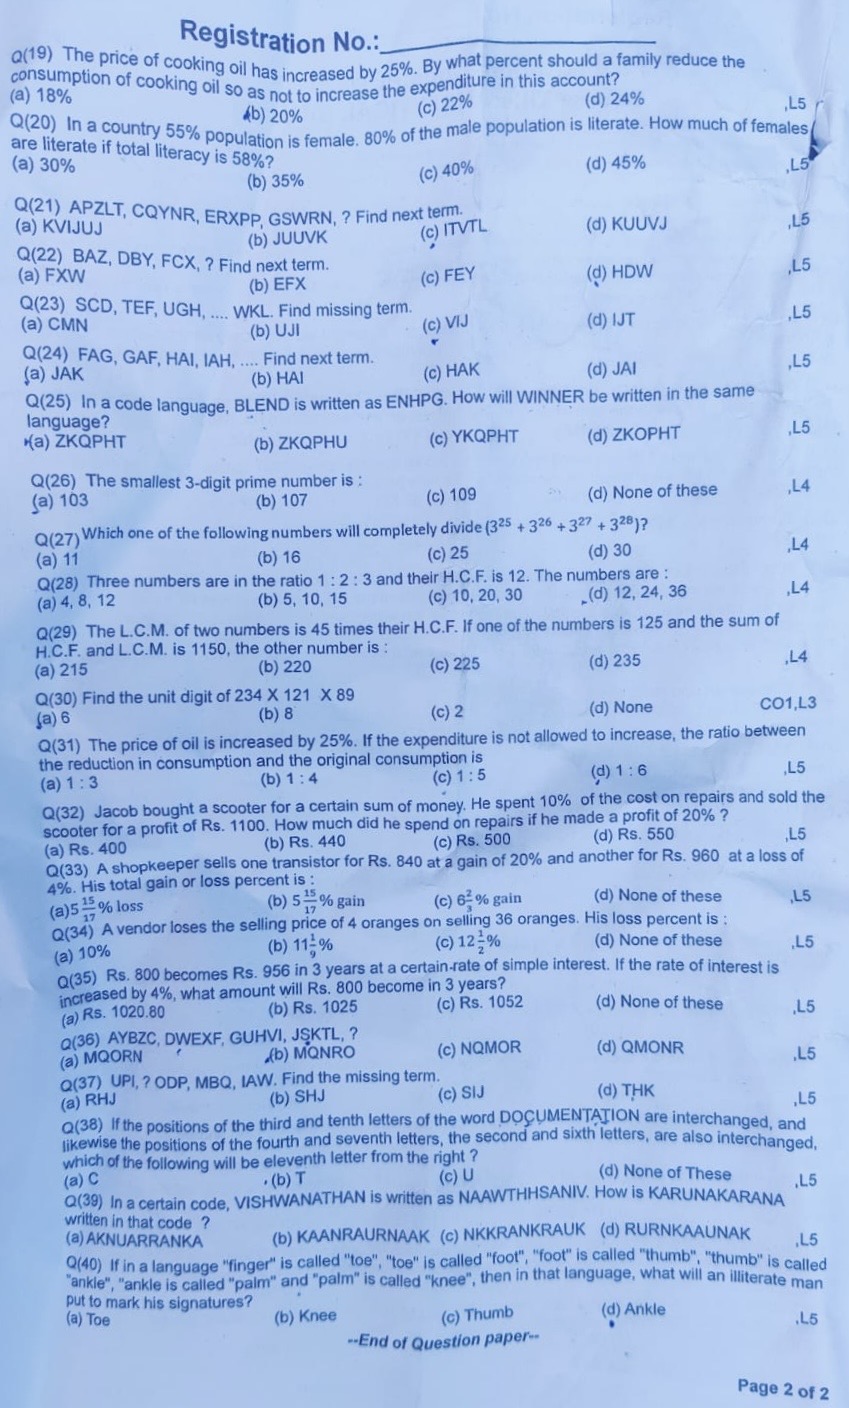 Registration No.:
Q(19) The price of cooking oil has increased by 25%. By what percent should a family reduce the
consumption of cooking oil so as not to increase the expenditure in this account?
(a) 18% (b) 20% (c) 22% (d) 24% ,L5
Q(20) In a country 55% population is female. 80% of the male population is literate. How much of females
are literate if total literacy is 58%?
(a) 30% (b) 35% (c) 40% (d) 45% ,L5
Q(21) APZLT, CQYNR, ERXPP, GSWRN, ? Find next term.
(a) KVIJUJ (b) JUUVK (c) ITVTL (d) KUUVJ ,L5
Q(22) BAZ, DBY, FCX, ? Find next term.
(a) FXW (b) EFX (c) FEY (d) HDW ,L5
Q(23) SCD, TEF, UGH, .... WKL. Find missing term.
(a) CMN (b) UJI (c) VIJ (d) IJT ,L5
Q(24) FAG, GAF, HAI, IAH, .... Find next term.
(a) JAK (b) HAI (c) HAK (d) JAI ,L5
Q(25) In a code language, BLEND is written as ENHPG. How will WINNER be written in the same
language?
(a) ZKQPHT (b) ZKQPHU (c) YKQPHT (d) ZKOPHT ,L5
Q(26) The smallest 3-digit prime number is :
(a) 103 (b) 107 (c) 109 (d) None of these ,L4
Q(27) Which one of the following numbers will completely divide (3²⁵ + 3²⁶ + 3²⁷ + 3²⁸)?
(a) 11 (b) 16 (c) 25 (d) 30 ,L4
Q(28) Three numbers are in the ratio 1 : 2 : 3 and their H.C.F. is 12. The numbers are :
(a) 4, 8, 12 (b) 5, 10, 15 (c) 10, 20, 30 (d) 12, 24, 36 ,L4
Q(29) The L.C.M. of two numbers is 45 times their H.C.F. If one of the numbers is 125 and the sum of
H.C.F. and L.C.M. is 1150, the other number is :
(a) 215 (b) 220 (c) 225 (d) 235 ,L4
Q(30) Find the unit digit of 234 X 121 X 89
(a) 6 (b) 8 (c) 2 (d) None CO1,L3
Q(31) The price of oil is increased by 25%. If the expenditure is not allowed to increase, the ratio between
the reduction in consumption and the original consumption is
(a) 1 : 3 (b) 1 : 4 (c) 1 : 5 (d) 1 : 6 ,L5
Q(32) Jacob bought a scooter for a certain sum of money. He spent 10% of the cost on repairs and sold the
scooter for a profit of Rs. 1100. How much did he spend on repairs if he made a profit of 20% ?
(a) Rs. 400 (b) Rs. 440 (c) Rs. 500 (d) Rs. 550 ,L5
Q(33) A shopkeeper sells one transistor for Rs. 840 at a gain of 20% and another for Rs. 960 at a loss of
4%. His total gain or loss percent is :
(a)5 15/17 % loss (b) 5 15/17 % gain (c) 6 2/3 % gain (d) None of these ,L5
Q(34) A vendor loses the selling price of 4 oranges on selling 36 oranges. His loss percent is :
(a) 10% (b) 11 1/9 % (c) 12 1/2 % (d) None of these ,L5
Q(35) Rs. 800 becomes Rs. 956 in 3 years at a certain rate of simple interest. If the rate of interest is
increased by 4%, what amount will Rs. 800 become in 3 years?
(a) Rs. 1020.80 (b) Rs. 1025 (c) Rs. 1052 (d) None of these ,L5
Q(36) AYBZC, DWEXF, GUHVI, JSKTL, ?
(a) MQORN (b) MQNRO (c) NQMOR (d) QMONR ,L5
Q(37) UPI, ? ODP, MBQ, IAW. Find the missing term.
(a) RHJ (b) SHJ (c) SIJ (d) THK ,L5
Q(38) If the positions of the third and tenth letters of the word DOCUMENTATION are interchanged, and
likewise the positions of the fourth and seventh letters, the second and sixth letters, are also interchanged,
which of the following will be eleventh letter from the right ?
(a) C (b) T (c) U (d) None of These ,L5
Q(39) In a certain code, VISHWANATHAN is written as NAAWTHHSANIV. How is KARUNAKARANA
written in that code ?
(a) AKNUARRANKA (b) KAANRAURNAAK (c) NKKRANKRAUK (d) RURNKAAUNAK ,L5
Q(40) If in a language "finger" is called "toe", "toe" is called "foot", "foot" is called "thumb", "thumb" is called
"ankle", "ankle is called "palm" and "palm" is called "knee", then in that language, what will an illiterate man
put to mark his signatures?
(a) Toe (b) Knee (c) Thumb (d) Ankle ,L5
--End of Question paper--
Page 2 of 2